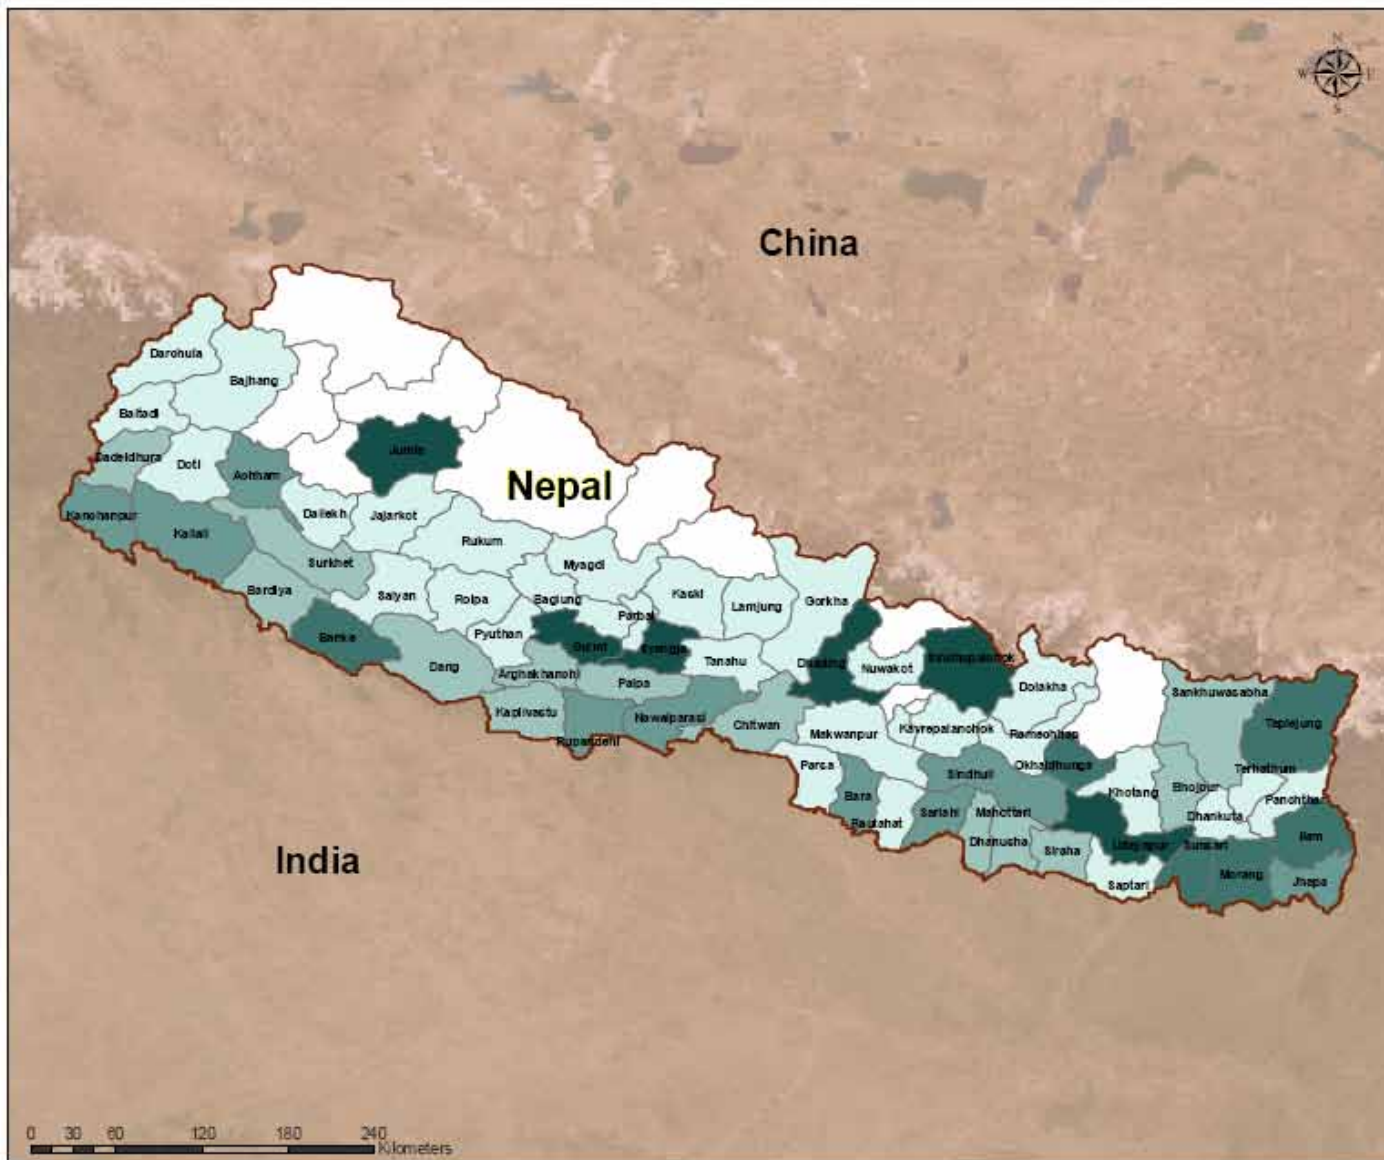 N
W E
S
China
Darchula
Bajhang
Baitadi
Dadeldhura
Doti
Achham
Jumla
Nepal
Kanchanpur
Kailali
Dailekh
Jajarkot
Rukum
Surkhet
Myagdi
Bardiya
Salyan
Rolpa
Baglung
Kaski
Lamjung
Gorkha
Parbat
Banke
Pyuthan
Gulmi
Syangja
Tanahu
Dhading
Nuwakot
Sindhupalchok
Dang
Arghakhanchi
Palpa
Dolakha
Sankhuwasabha
Taplejung
Kapilvastu
Nawalparasi
Chitwan
Rupandehi
Makwanpur
Kavrepalanchok
Ramechhap
Parsa
Sindhuli
Okhaldhunga
Terhathum
Bara
Khotang
Bhojpur
Panchthar
Rautahat
Sarlahi
Mahottari
Dhankuta
Dhanusha
Siraha
Udayapur
Sunsari
Ilam
India
Saptari
Morang
Jhapa
0 30 60 120 180 240
Kilometers